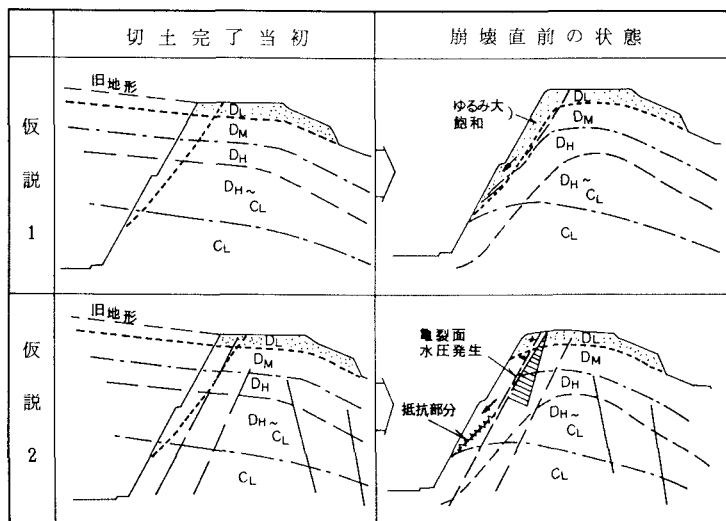 切土完了当初
崩壊直前の状態
仮説1
旧地形
DL
DM
DH
DH~
CL
CL
ゆるみ大
飽和
DL
DM
DH
DH~
CL
CL
仮説2
旧地形
DL
DM
DH
DH~
CL
CL
亀裂面
水圧発生
抵抗部分
DL
DM
DH
DH~
CL
CL